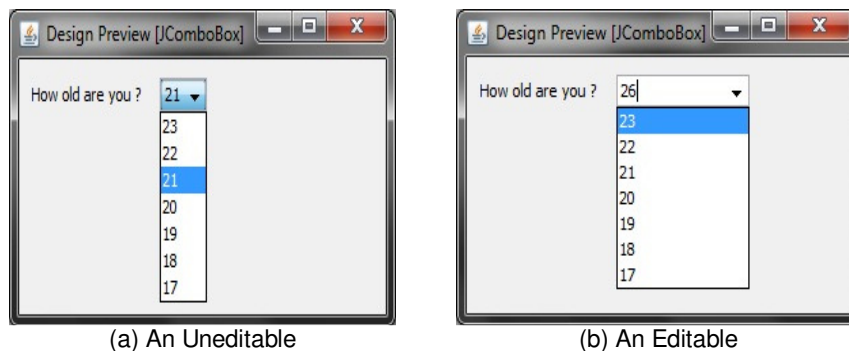 Design Preview [JComboBox]
How old are you ?
21
23
22
21
20
19
18
17
(a) An Uneditable
Design Preview [JComboBox]
How old are you ?
26
23
22
21
20
19
18
17
(b) An Editable